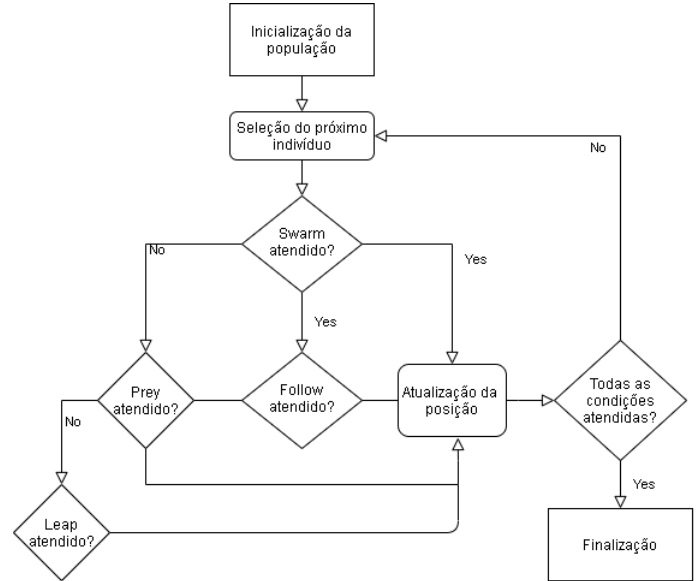 Inicialização da
população
Seleção do próximo
indivíduo
No
Swarm
atendido?
No
Yes
Yes
Prey
atendido?
Follow
atendido?
Atualização da
posição
Todas as
condições
atendidas?
No
Yes
Leap
atendido?
Finalização